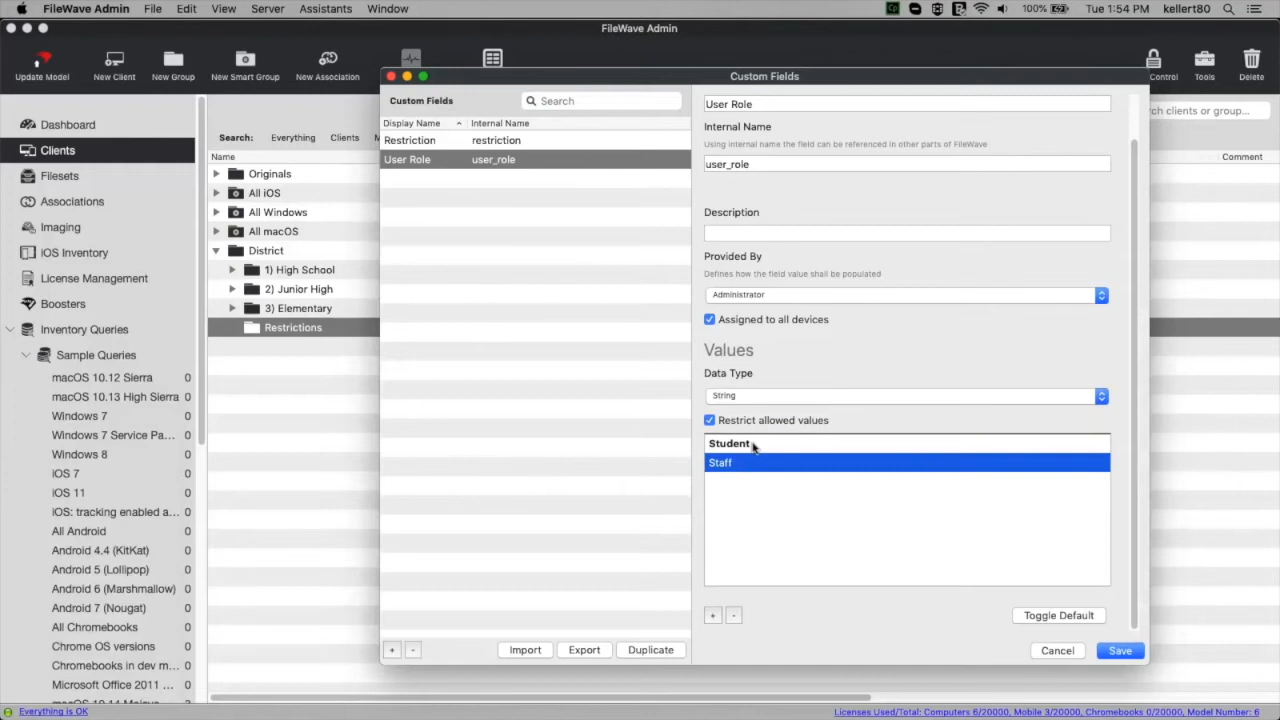 FileWave Admin File Edit View Server Assistants Window 100% Tue 1:54 PM kellert80
FileWave Admin
Update Model New Client New Group New Smart Group New Association Control Tools Delete
Custom Fields
Custom Fields Search
Display Name Internal Name
Restriction restriction
User Role user_role
Import Export Duplicate
+ -
User Role
Internal Name
Using internal name the field can be referenced in other parts of FileWave
user_role
Description
Provided By
Defines how the field value shall be populated
Administrator
Assigned to all devices
Values
Data Type
String
Restrict allowed values
Student
Staff
+ - Toggle Default
Cancel Save
Dashboard
Clients
Filesets
Associations
Imaging
iOS Inventory
License Management
Boosters
Inventory Queries
Sample Queries
macOS 10.12 Sierra 0
macOS 10.13 High Sierra 0
Windows 7 0
Windows 7 Service Pa... 0
Windows 8 0
iOS 7 0
iOS 11 0
iOS: tracking enabled a... 0
All Android 0
Android 4.4 (KitKat) 0
Android 5 (Lollipop) 0
Android 6 (Marshmallow) 0
Android 7 (Nougat) 0
All Chromebooks 0
Chrome OS versions 0
Chromebooks in dev m... 0
Microsoft Office 2011 ... 0
Search: Everything Clients
clients or group...
Name Comment
Originals
All iOS
All Windows
All macOS
District
1) High School
2) Junior High
3) Elementary
Restrictions
Everything is OK
Licenses Used/Total: Computers 6/20000, Mobile 3/20000, Chromebooks 0/20000, Model Number: 6